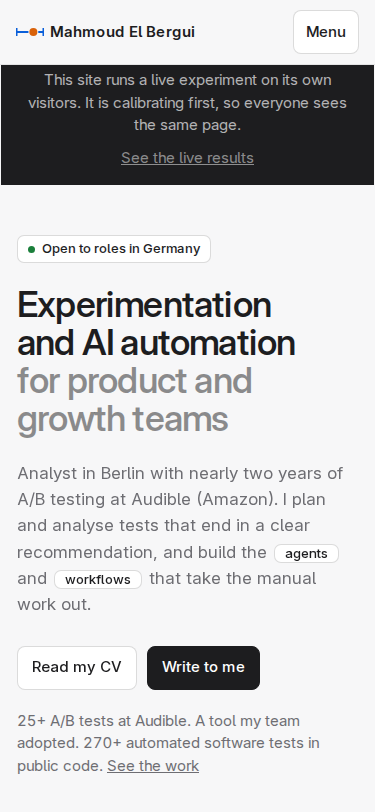 Mahmoud El Bergui
Menu
This site runs a live experiment on its own
visitors. It is calibrating first, so everyone sees
the same page.
See the live results
Open to roles in Germany
Experimentation
and AI automation
for product and
growth teams
Analyst in Berlin with nearly two years of
A/B testing at Audible (Amazon). I plan
and analyse tests that end in a clear
recommendation, and build the agents
and workflows that take the manual
work out.
Read my CV
Write to me
25+ A/B tests at Audible. A tool my team
adopted. 270+ automated software tests in
public code. See the work